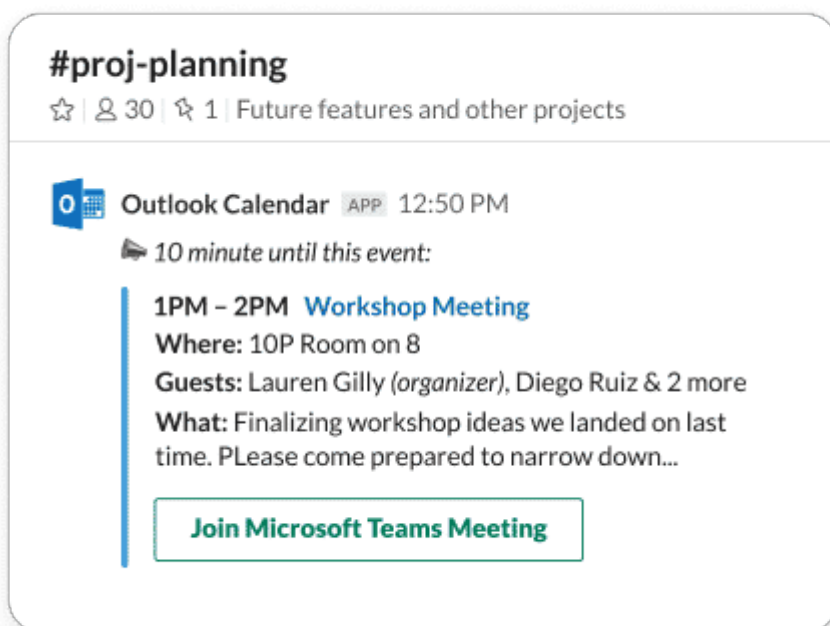 #proj-planning
30 1 Future features and other projects
O Outlook Calendar APP 12:50 PM
10 minute until this event:
1PM – 2PM Workshop Meeting
Where: 10P Room on 8
Guests: Lauren Gilly (organizer), Diego Ruiz & 2 more
What: Finalizing workshop ideas we landed on last
time. PLease come prepared to narrow down...
Join Microsoft Teams Meeting